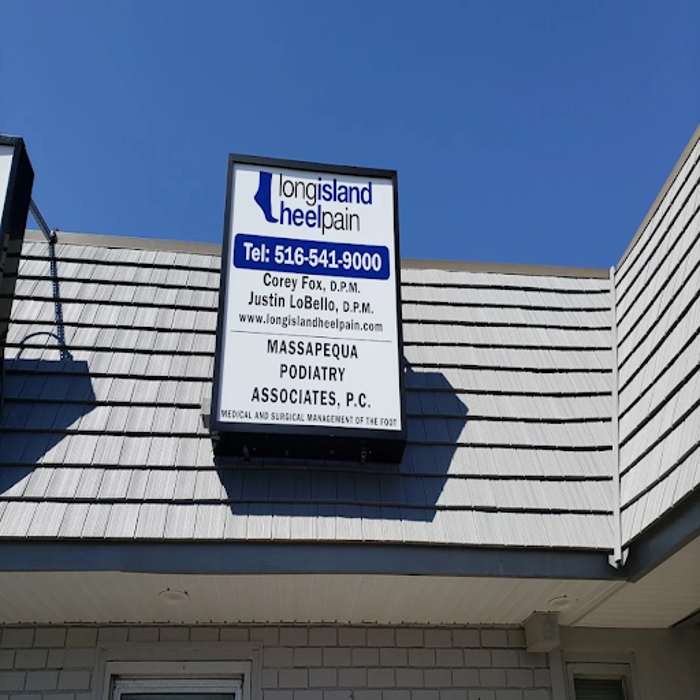 longisland
heelpain
Tel: 516-541-9000
Corey Fox, D.P.M.
Justin LoBello, D.P.M.
www.longislandheelpain.com
MASSAPEQUA
PODIATRY
ASSOCIATES, P.C.
MEDICAL AND SURGICAL MANAGEMENT OF THE FOOT